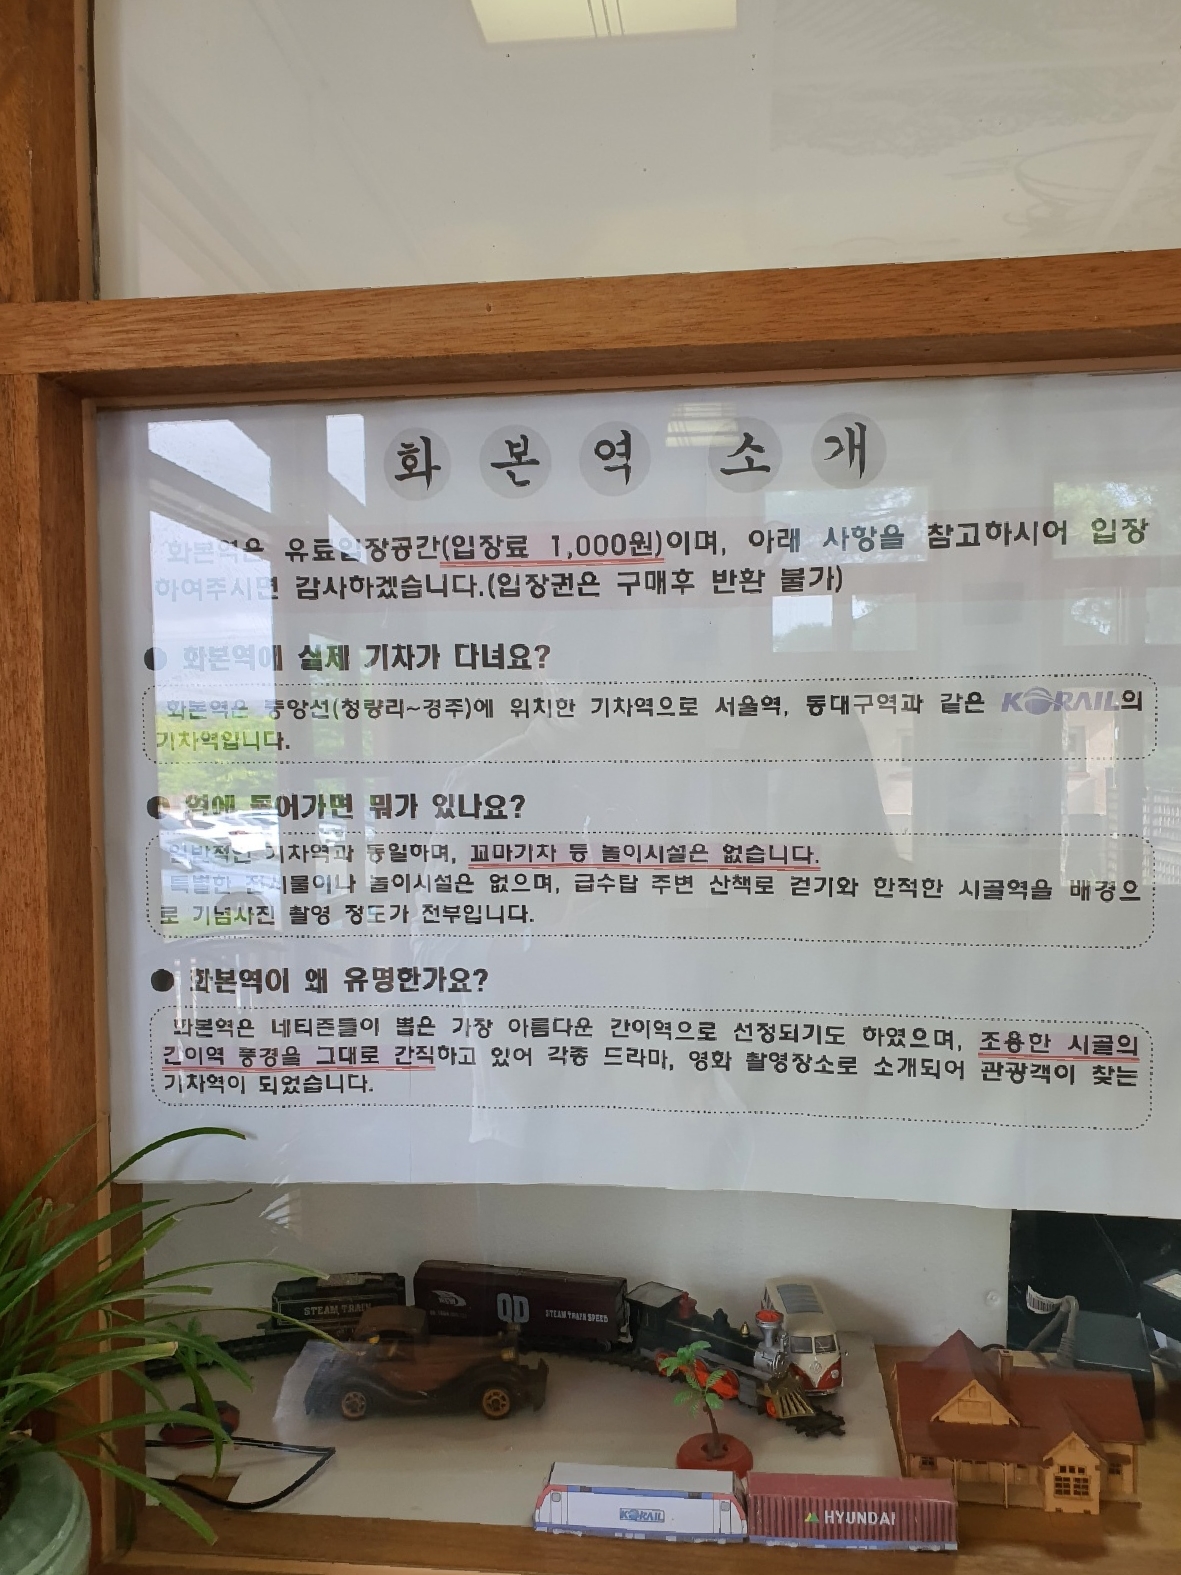 화본역 소개
화본역은 유료입장공간(입장료 1,000원)이며, 아래 사항을 참고하시어 입장
하여주시면 감사하겠습니다.(입장권은 구매후 반환 불가)
● 화본역에 실제 기차가 다녀요?
화본역은 중앙선(청량리~경주)에 위치한 기차역으로 서울역, 동대구역과 같은 KORAIL의
기차역입니다.
● 역에 들어가면 뭐가 있나요?
일반적인 기차역과 동일하며, 꼬마기차 등 놀이시설은 없습니다.
특별한 전시물이나 놀이시설은 없으며, 급수탑 주변 산책로 걷기와 한적한 시골역을 배경으
로 기념사진 촬영 정도가 전부입니다.
● 화본역이 왜 유명한가요?
화본역은 네티즌들이 뽑은 가장 아름다운 간이역으로 선정되기도 하였으며, 조용한 시골의
간이역 풍경을 그대로 간직하고 있어 각종 드라마, 영화 촬영장소로 소개되어 관광객이 찾는
기차역이 되었습니다.
STEAM TRAIN
QD
STEAM TRAIN SPEED
KORAIL
HYUNDAI